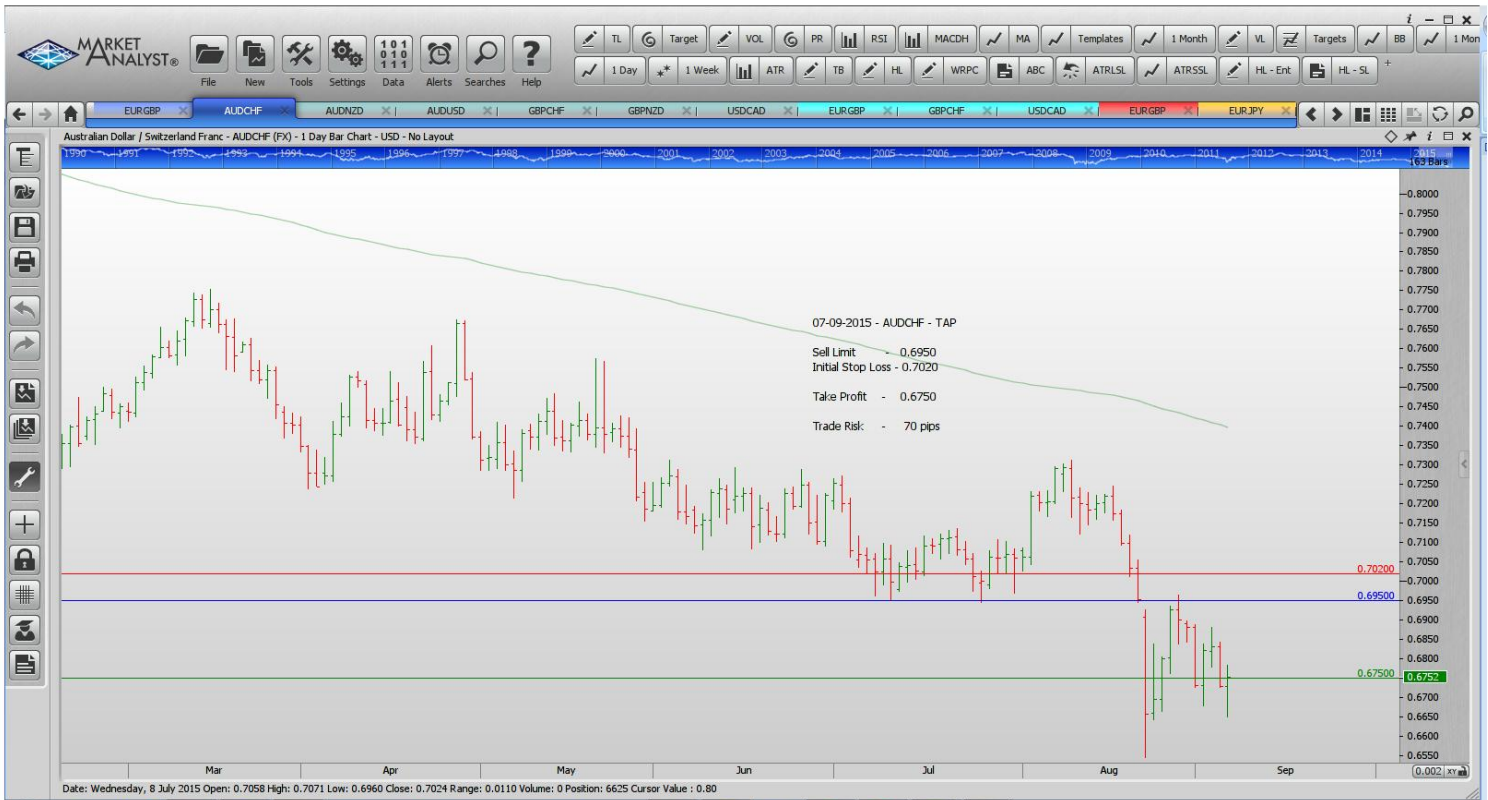 i
MARKET
ANALYST®
File
New
Tools
Settings
101
010
111
Data
Alerts
Searches
?
Help
TL
Target
VOL
PR
RSI
MACDH
MA
Templates
1 Month
VL
Targets
BB
1 Mon
1 Day
1 Week
ATR
TB
HL
WRPC
ABC
ATRLSL
ATRSSL
HL - Ent
HL - SL
+
EURGBP
AUDCHF
AUDNZD
AUDUSD
GBPCHF
GBPNZD
USDCAD
EURGBP
GBPCHF
USDCAD
EURGBP
EURJPY
Australian Dollar / Switzerland Franc - AUDCHF (FX) - 1 Day Bar Chart - USD - No Layout
i
1990 1991 1992 1993 1994 1995 1996 1997 1998 1999 2000 2001 2002 2003 2004 2005 2006 2007 2008 2009 2010 2011 2012 2013 2014 2015
163 Bars
07-09-2015 - AUDCHF - TAP
Sell Limit - 0.6950
Initial Stop Loss - 0.7020
Take Profit - 0.6750
Trade Risk - 70 pips
0.8000
0.7950
0.7900
0.7850
0.7800
0.7750
0.7700
0.7650
0.7600
0.7550
0.7500
0.7450
0.7400
0.7350
0.7300
0.7250
0.7200
0.7150
0.7100
0.7050
0.70200
0.7000
0.69500
0.6950
0.6900
0.6850
0.6800
0.67500
0.6752
0.6700
0.6650
0.6600
0.6550
Mar
Apr
May
Jun
Jul
Aug
Sep
0.002 XY
Date: Wednesday, 8 July 2015 Open: 0.7058 High: 0.7071 Low: 0.6960 Close: 0.7024 Range: 0.0110 Volume: 0 Position: 6625 Cursor Value : 0.80